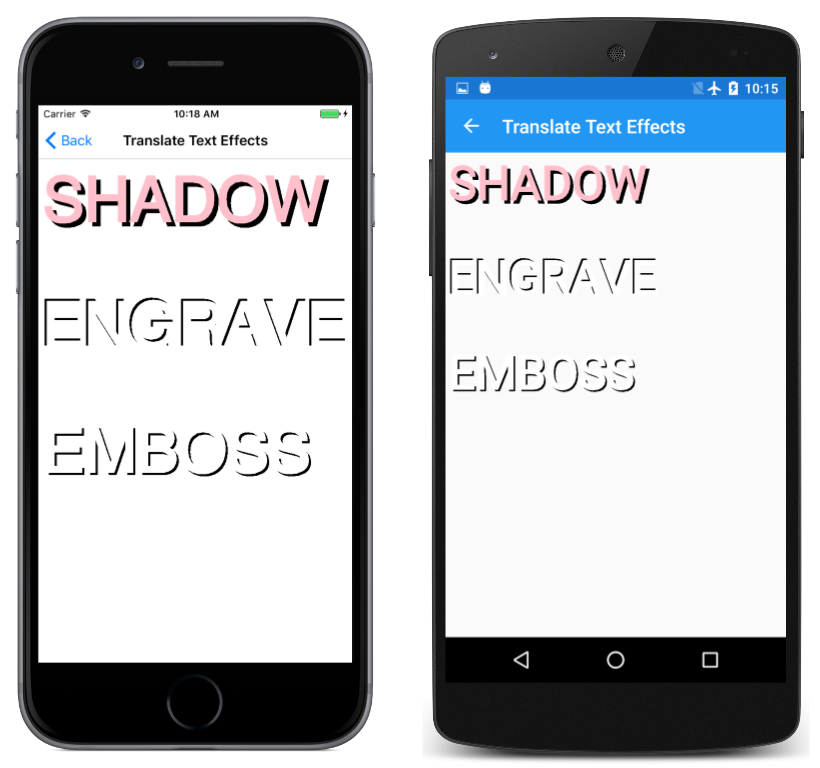 Carrier 10:18 AM
Back Translate Text Effects
SHADOW
ENGRAVE
EMBOSS
10:15
Translate Text Effects
SHADOW
ENGRAVE
EMBOSS